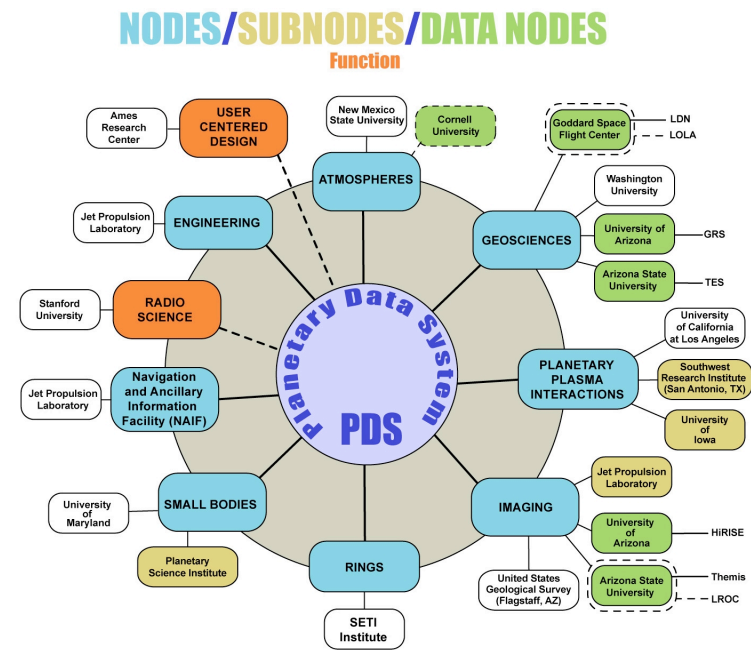 NODES/SUBNODES/DATA NODES
Function
Ames
Research
Center
USER
CENTERED
DESIGN
New Mexico
State University
Cornell
University
ATMOSPHERES
Goddard Space
Flight Center
LDN
LOLA
Washington
University
GEOSCIENCES
University of
Arizona
GRS
Arizona State
University
TES
Jet Propulsion
Laboratory
ENGINEERING
Stanford
University
RADIO
SCIENCE
Planetary Data System
PDS
University
of California
at Los Angeles
PLANETARY
PLASMA
INTERACTIONS
Southwest
Research Institute
(San Antonio, TX)
University
of
Iowa
Jet Propulsion
Laboratory
Navigation
and Ancillary
Information
Facility (NAIF)
University
of
Maryland
SMALL BODIES
Planetary
Science Institute
RINGS
SETI
Institute
IMAGING
Jet Propulsion
Laboratory
University
of
Arizona
HiRISE
United States
Geological Survey
(Flagstaff, AZ)
Arizona State
University
Themis
LROC